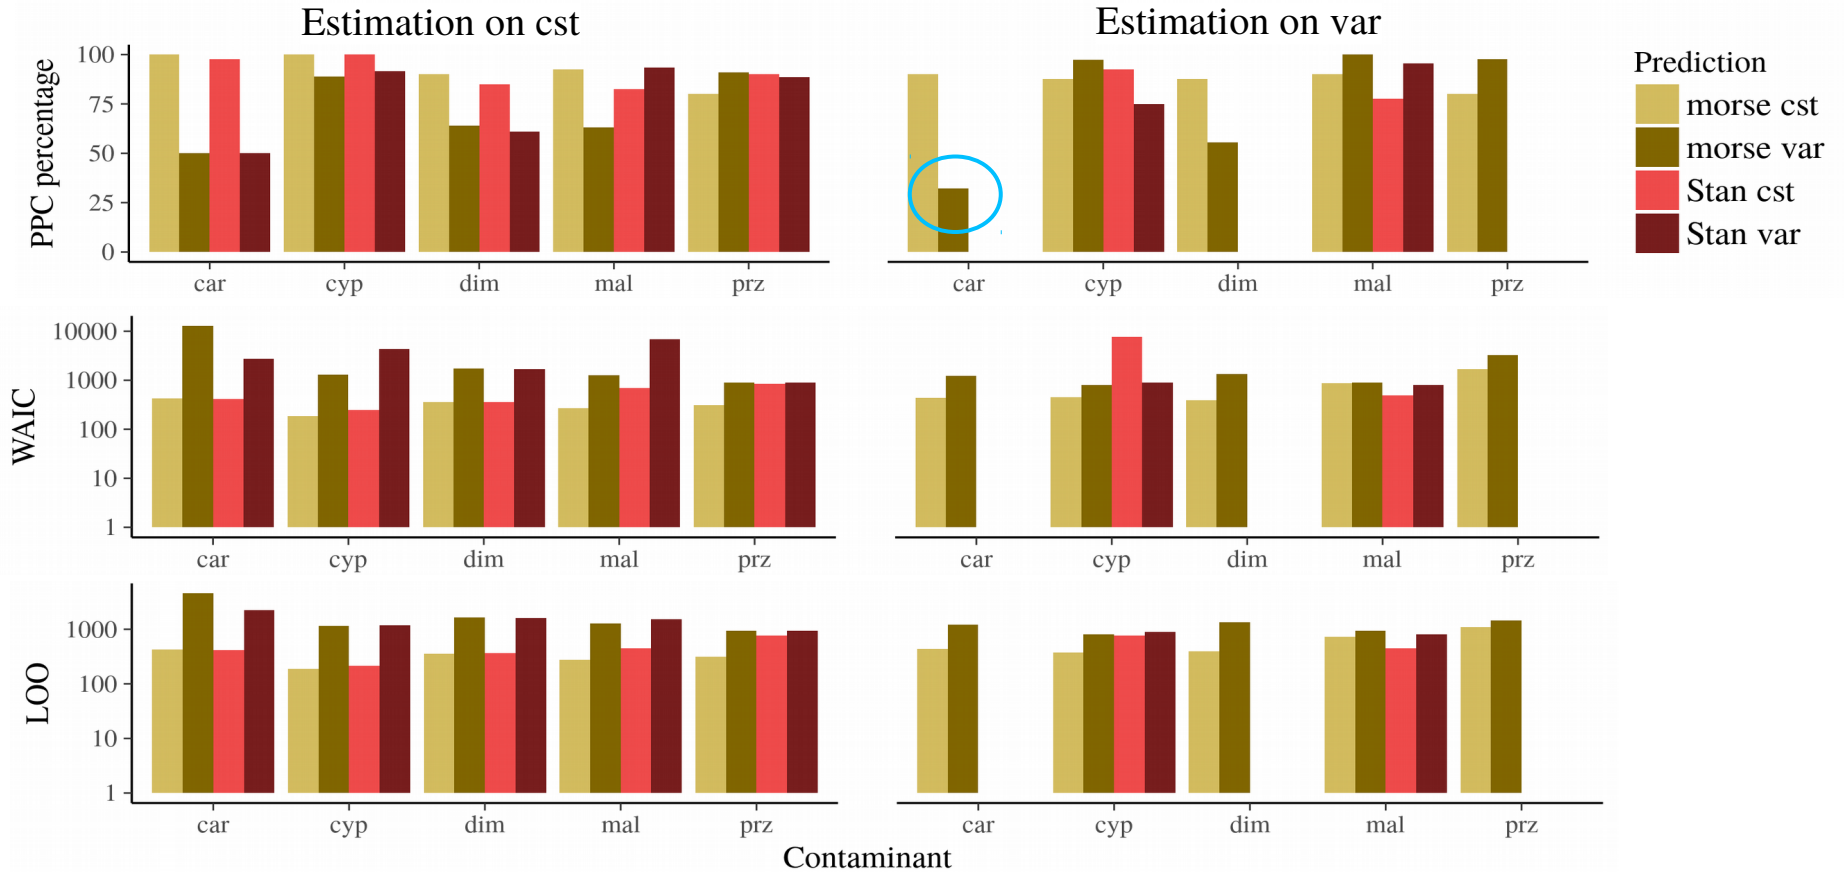 Estimation on cst
Estimation on var
PPC percentage
100
75
50
25
0
car cyp dim mal prz
car cyp dim mal prz
Prediction
morse cst
morse var
Stan cst
Stan var
WAIC
10000
1000
100
10
1
car cyp dim mal prz
car cyp dim mal prz
LOO
1000
100
10
1
car cyp dim mal prz
car cyp dim mal prz
Contaminant